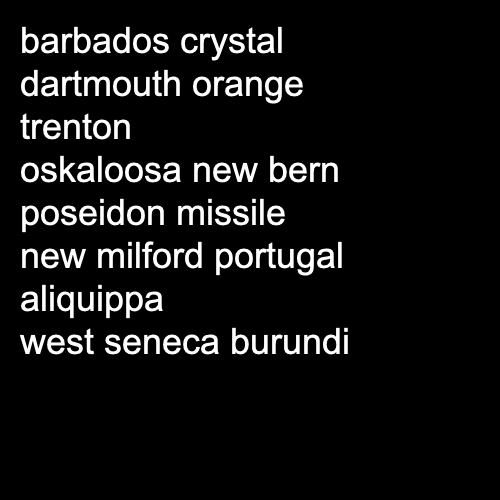 barbados crystal
dartmouth orange
trenton
oskaloosa new bern
poseidon missile
new milford portugal
aliquippa
west seneca burundi